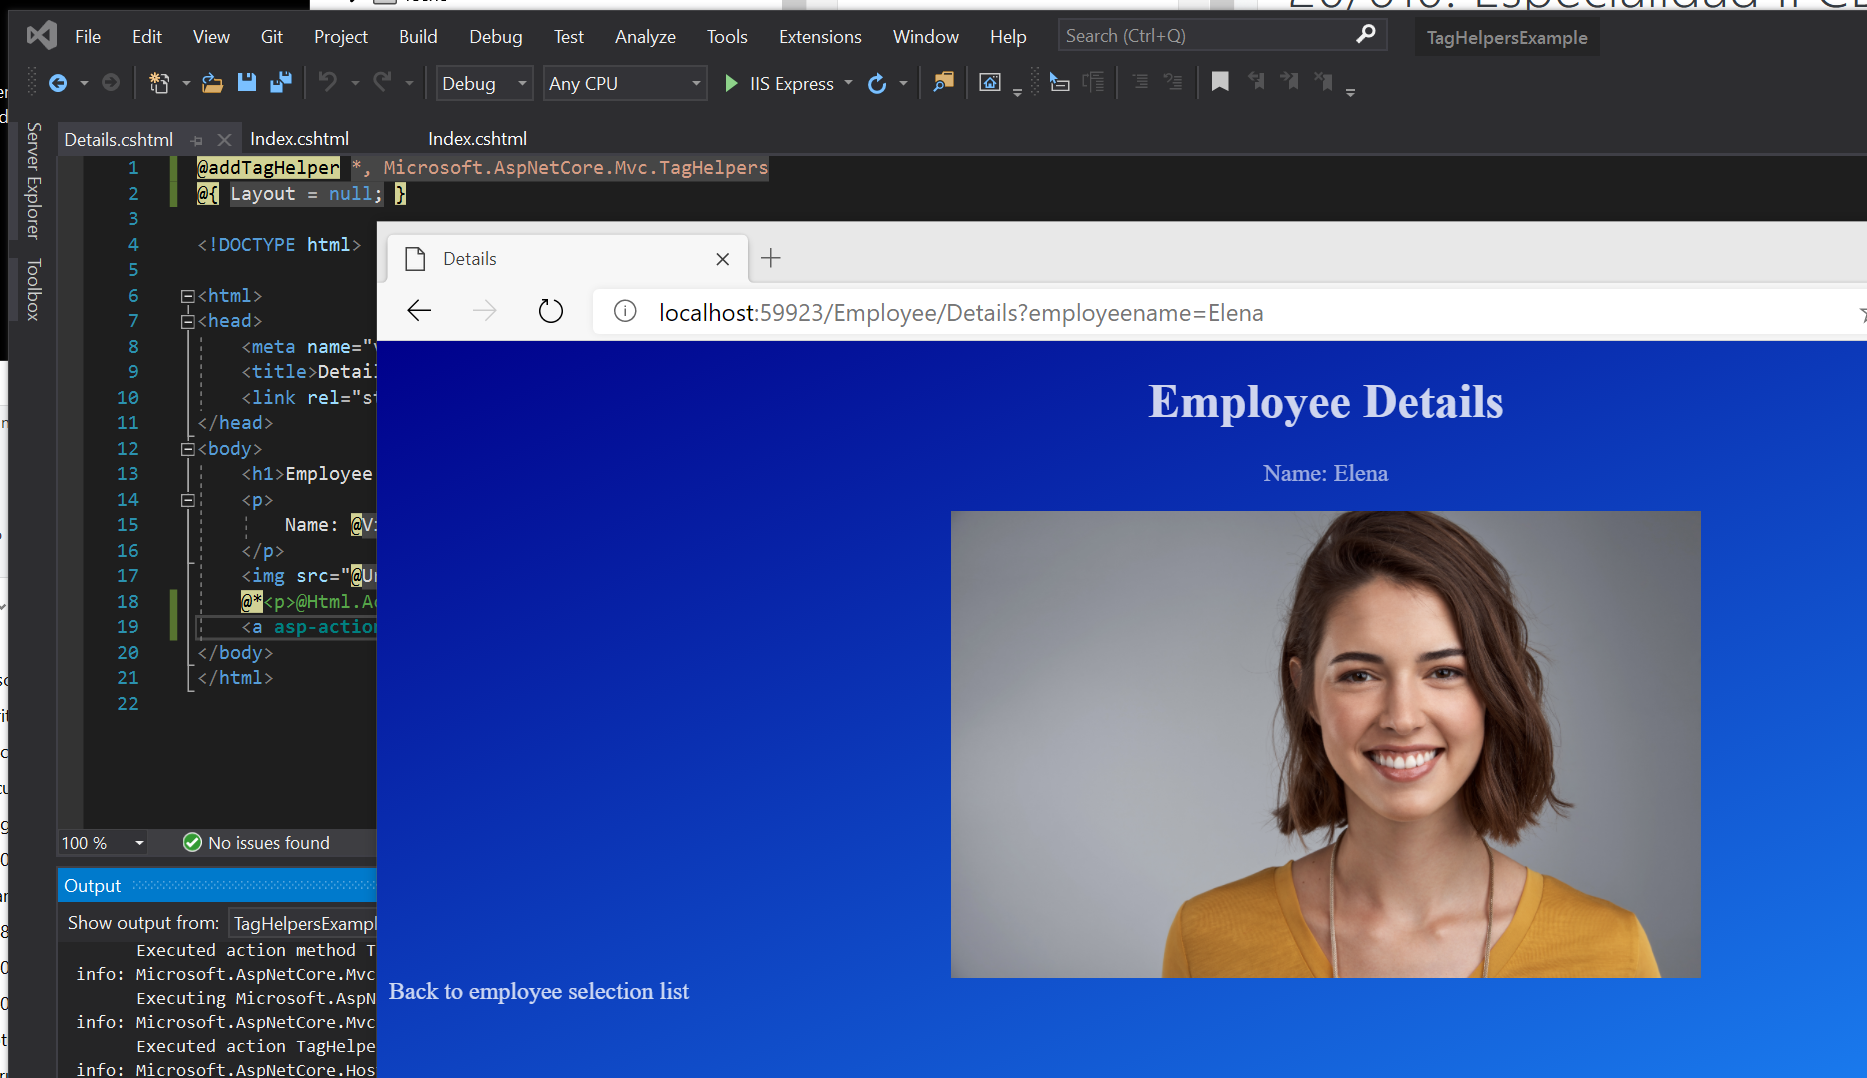 File Edit View Git Project Build Debug Test Analyze Tools Extensions Window Help Search (Ctrl+Q) TagHelpersExample
Debug Any CPU IIS Express
Server Explorer
Toolbox
Details.cshtml Index.cshtml Index.cshtml
1 @addTagHelper *, Microsoft.AspNetCore.Mvc.TagHelpers
2 @{ Layout = null; }
3
4 <!DOCTYPE html>
5
6 <html>
7 <head>
8 <meta name="
9 <title>Detail
10 <link rel="st
11 </head>
12 <body>
13 <h1>Employee
14 <p>
15 Name: @Vi
16 </p>
17 <img src="@Ur
18 @*<p>@Html.Ac
19 <a asp-action
20 </body>
21 </html>
22
100 % No issues found
Output
Show output from: TagHelpersExampl
Executed action method T
info: Microsoft.AspNetCore.Mvc
Executing Microsoft.AspN
info: Microsoft.AspNetCore.Mvc
Executed action TagHelpe
info: Microsoft.AspNetCore.Hos
Details
localhost:59923/Employee/Details?employeename=Elena
Employee Details
Name: Elena
Back to employee selection list